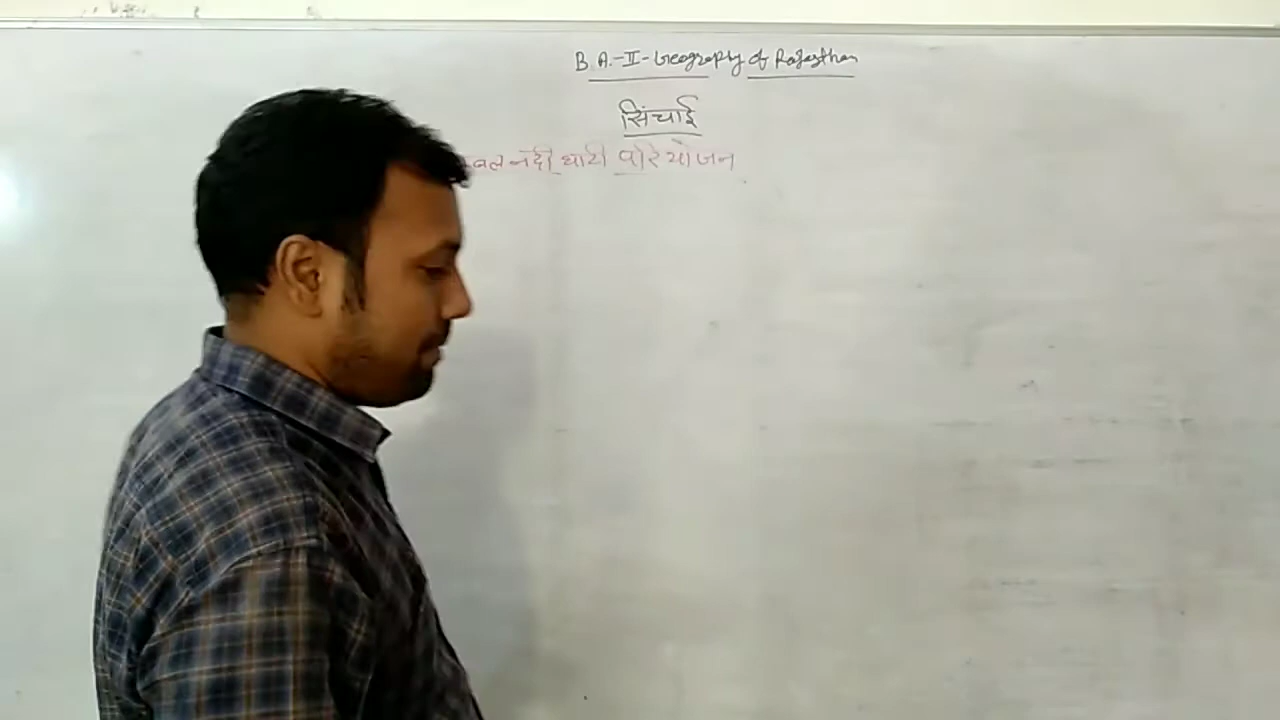 B.A.-II-Geography of Rajasthan
सिंचाई
नदी घाटी परियोजन